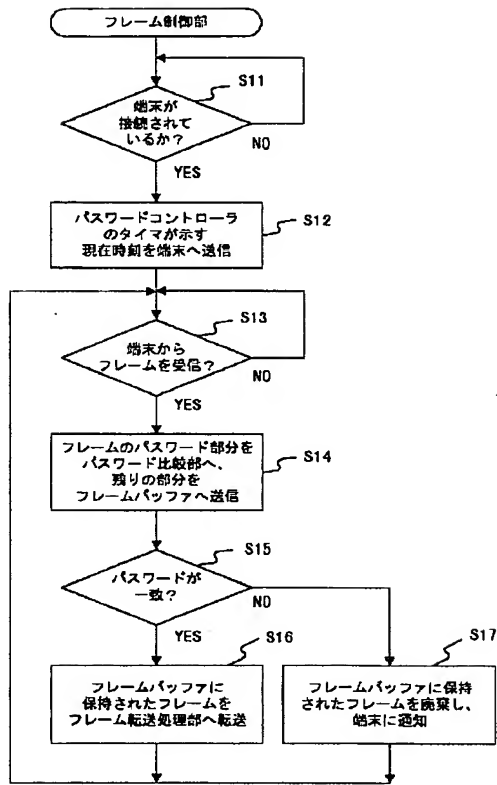 フレーム制御部
S11
端末が
接続されて
いるか？
NO
YES
パスワードコントローラ
のタイマが示す
現在時刻を端末へ送信
S12
S13
端末から
フレームを受信？
NO
YES
フレームのパスワード部分を
パスワード比較部へ、
残りの部分を
フレームバッファへ送信
S14
S15
パスワードが
一致？
NO
YES
S16
S17
フレームバッファに
保持されたフレームを
フレーム転送処理部へ転送
フレームバッファに保持
されたフレームを廃棄し、
端末に通知